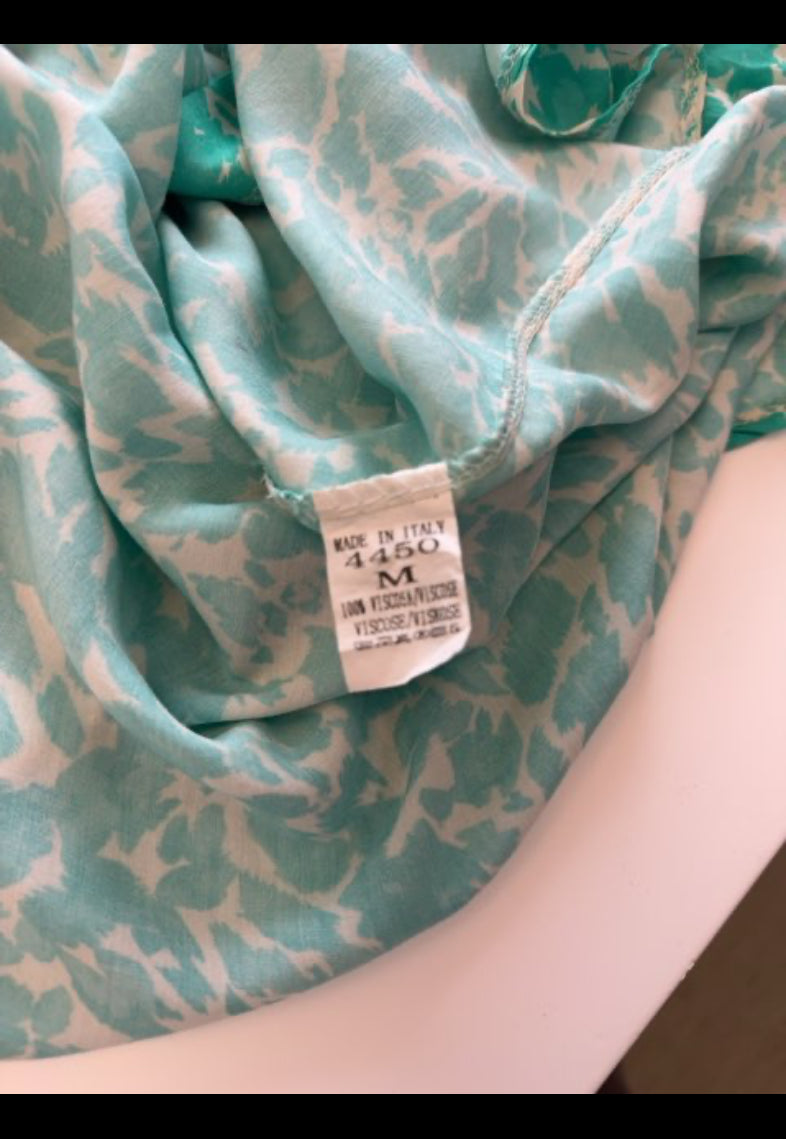 MADE IN ITALY
4450
M
100% VISCOSA/VISCOSE
VISCOSE/VISKOSE